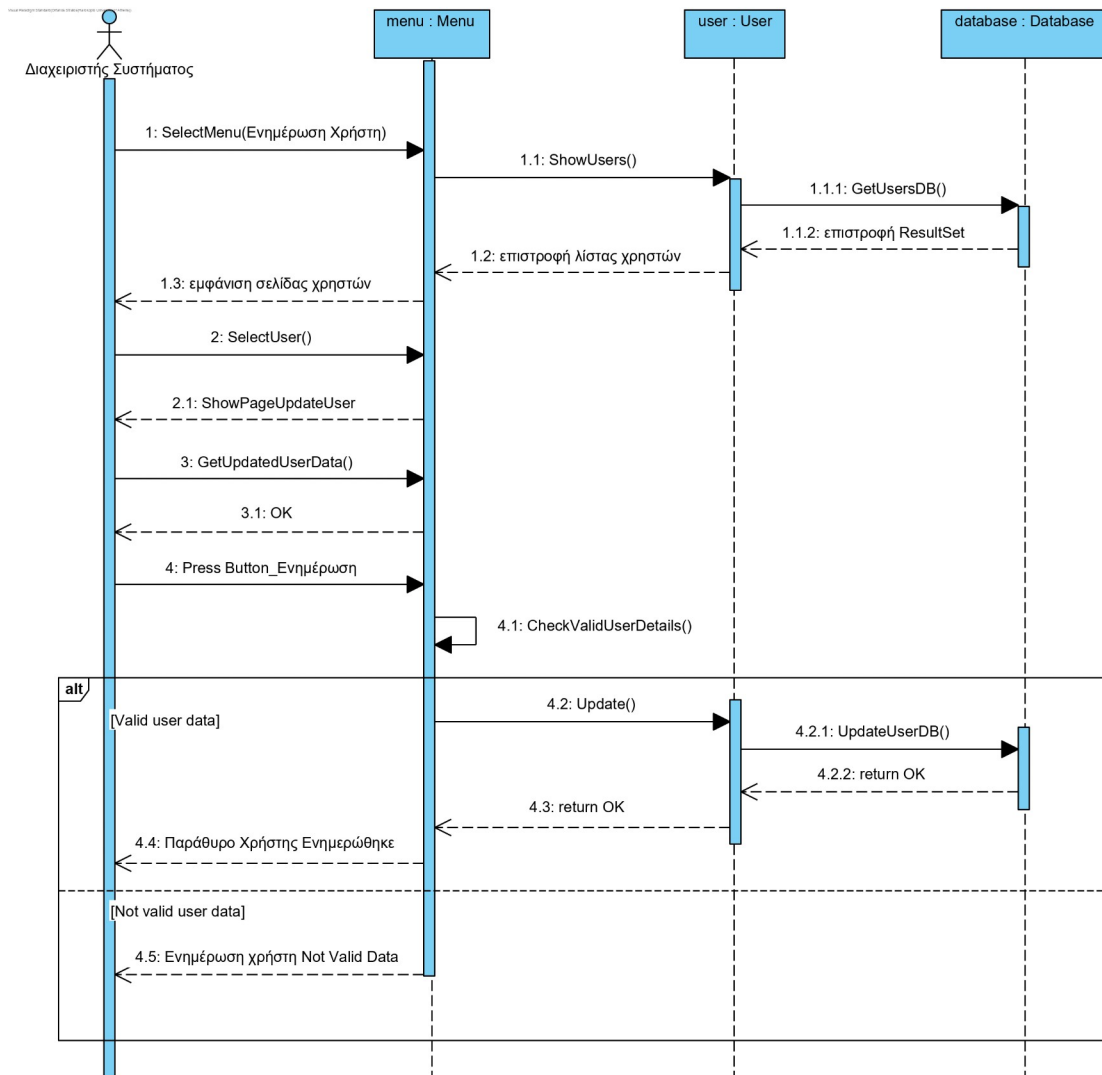 menu : Menu
user : User
database : Database
Διαχειριστής Συστήματος
1: SelectMenu(Ενημέρωση Χρήστη)
1.1: ShowUsers()
1.1.1: GetUsersDB()
1.1.2: επιστροφή ResultSet
1.2: επιστροφή λίστας χρηστών
1.3: εμφάνιση σελίδας χρηστών
2: SelectUser()
2.1: ShowPageUpdateUser
3: GetUpdatedUserData()
3.1: OK
4: Press Button_Ενημέρωση
4.1: CheckValidUserDetails()
alt
[Valid user data]
4.2: Update()
4.2.1: UpdateUserDB()
4.2.2: return OK
4.3: return OK
4.4: Παράθυρο Χρήστης Ενημερώθηκε
[Not valid user data]
4.5: Ενημέρωση χρήστη Not Valid Data